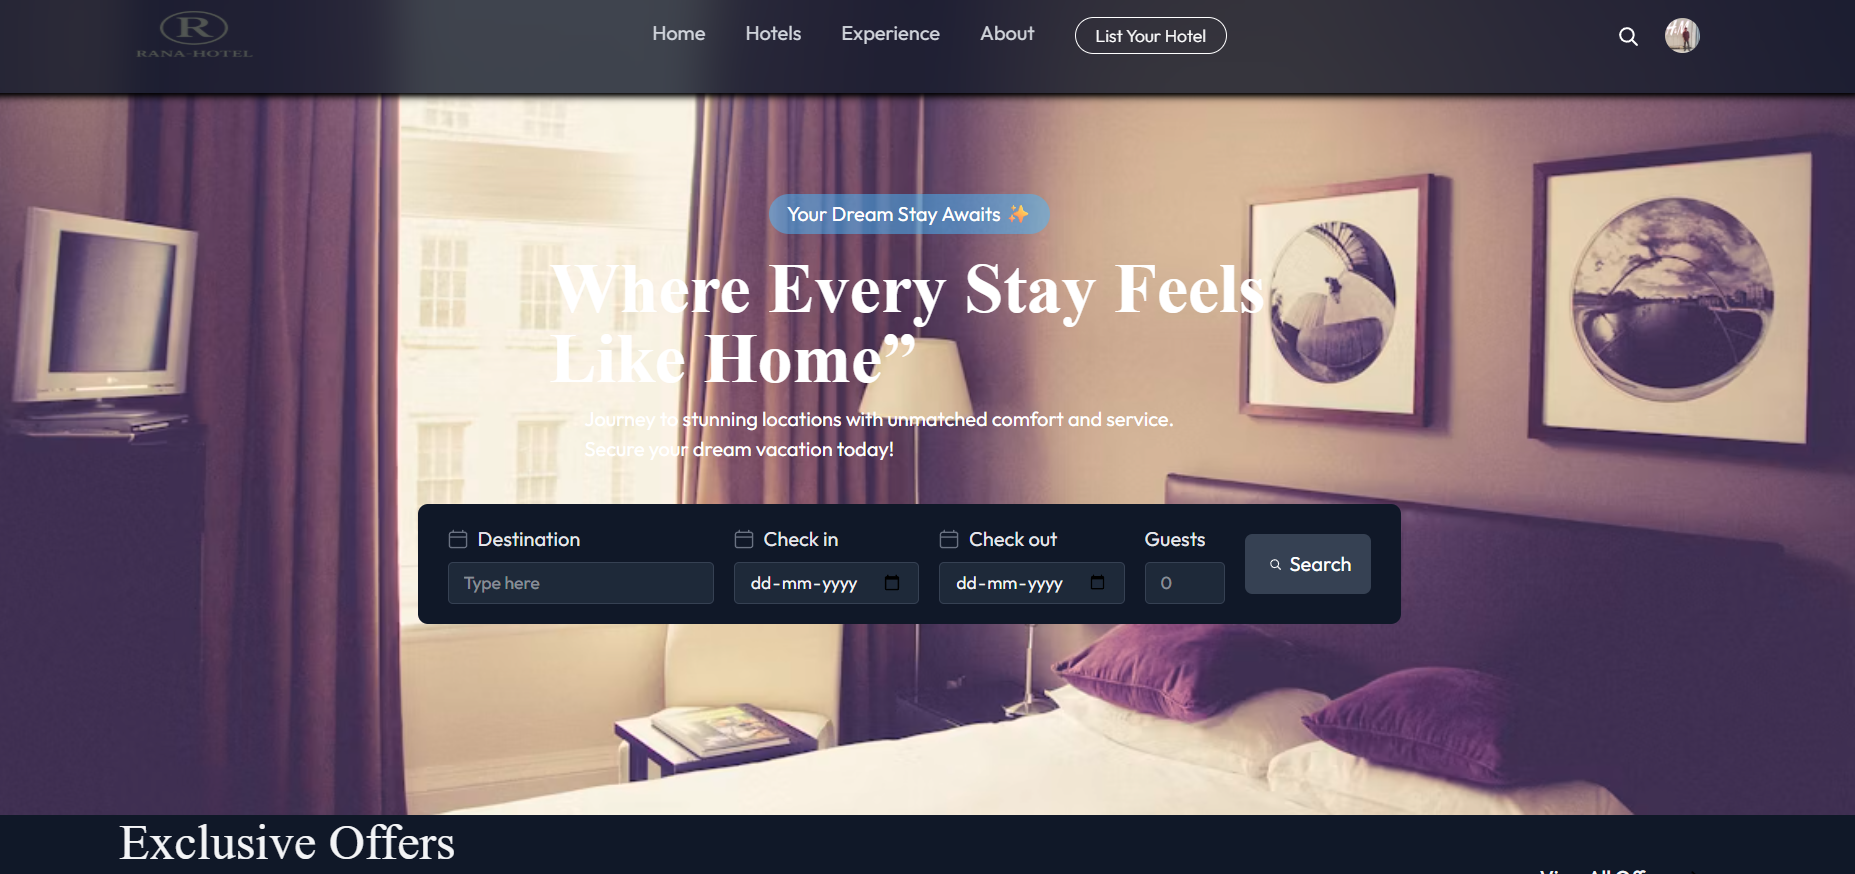 R
RANA-HOTEL
Home Hotels Experience About List Your Hotel
Your Dream Stay Awaits ✨
Where Every Stay Feels
Like Home”
Journey to stunning locations with unmatched comfort and service.
Secure your dream vacation today!
Destination Check in Check out Guests
Type here dd-mm-yyyy dd-mm-yyyy 0 Search
Exclusive Offers